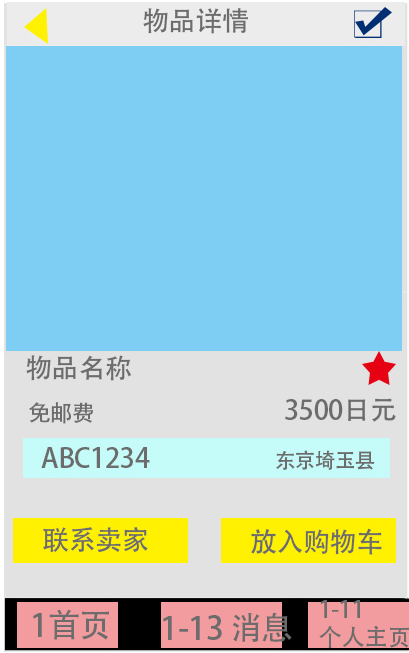 物品详情
物品名称
免邮费 3500日元
ABC1234 东京埼玉县
联系卖家 放入购物车
1首页 1-13 消息 1-11
个人主页